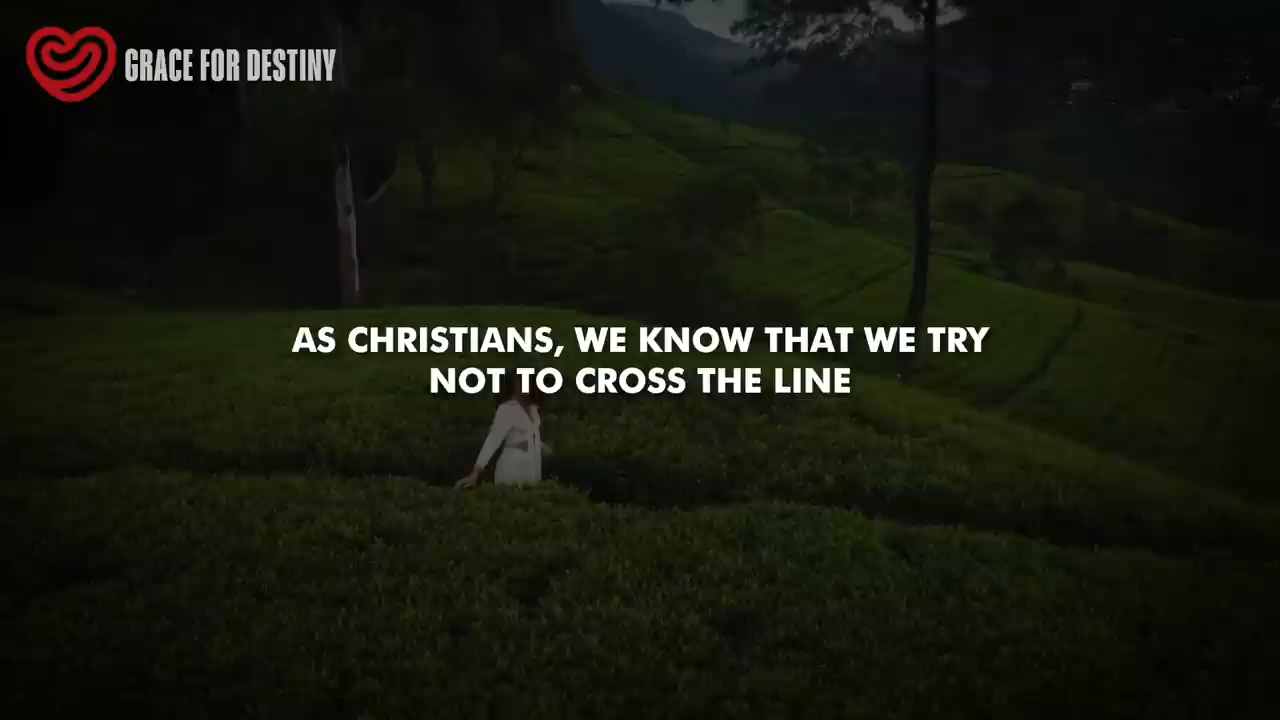 GRACE FOR DESTINY
AS CHRISTIANS, WE KNOW THAT WE TRY
NOT TO CROSS THE LINE